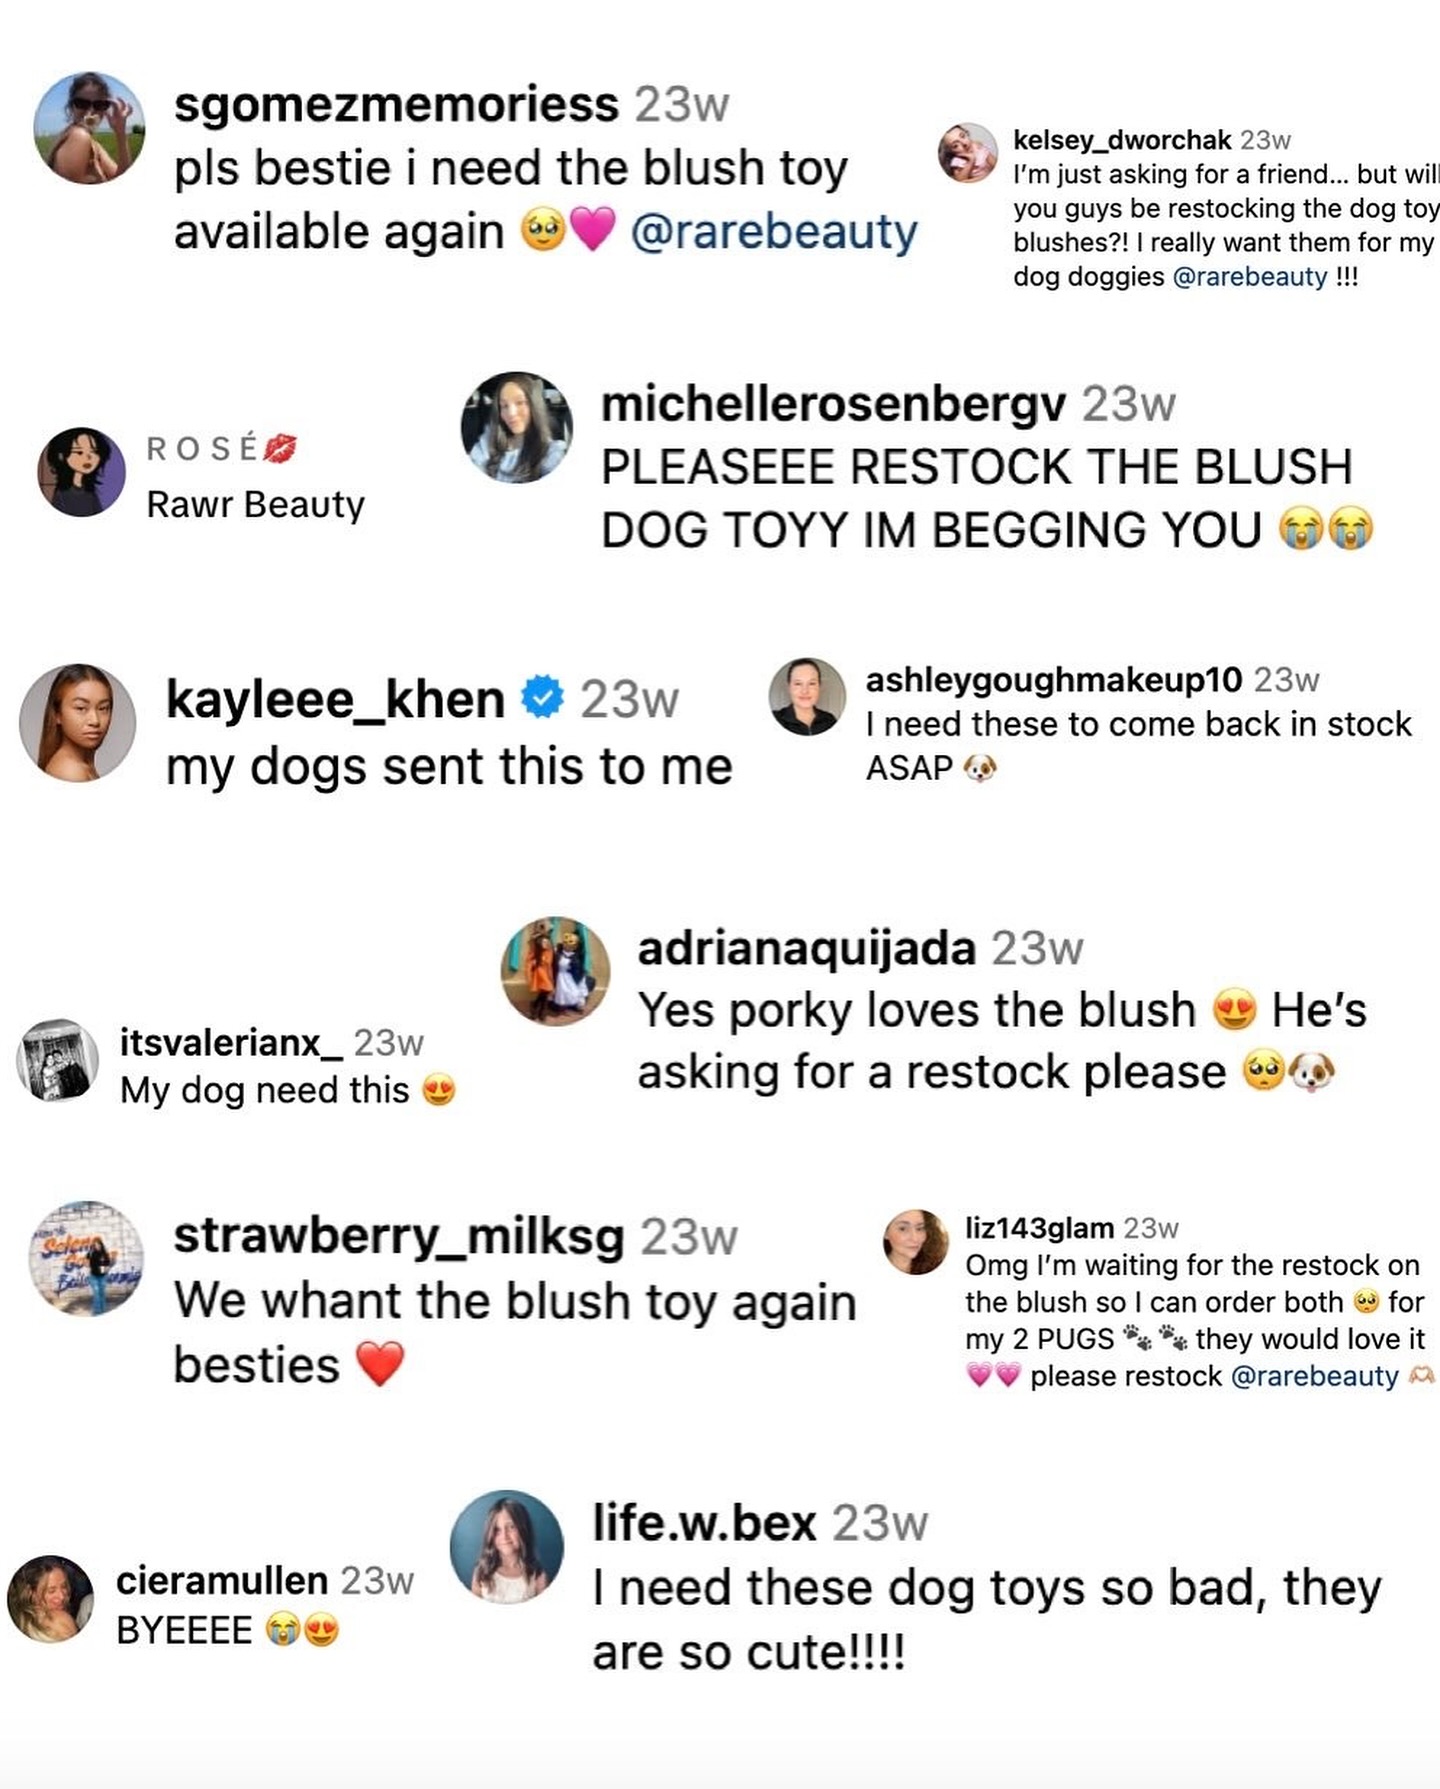 sgomezmemoriess 23w
pls bestie i need the blush toy
available again 🥹🩷 @rarebeauty
kelsey_dworchak 23w
I'm just asking for a friend... but will
you guys be restocking the dog toy
blushes?! I really want them for my
dog doggies @rarebeauty !!!
ROSÉ💋
Rawr Beauty
michellerosenbergv 23w
PLEASEEE RESTOCK THE BLUSH
DOG TOYY IM BEGGING YOU 😭😭
kayleee_khen 23w
my dogs sent this to me
ashleygoughmakeup10 23w
I need these to come back in stock
ASAP 🐶
adrianaquijada 23w
Yes porky loves the blush 😍 He's
asking for a restock please 🥺🐶
itsvalerianx_ 23w
My dog need this 😍
strawberry_milksg 23w
We whant the blush toy again
besties ❤️
liz143glam 23w
Omg I'm waiting for the restock on
the blush so I can order both 🥺 for
my 2 PUGS 🐾🐾 they would love it
💗💗 please restock @rarebeauty 🫶🏼
cieramullen 23w
BYEEEE 😭😍
life.w.bex 23w
I need these dog toys so bad, they
are so cute!!!!